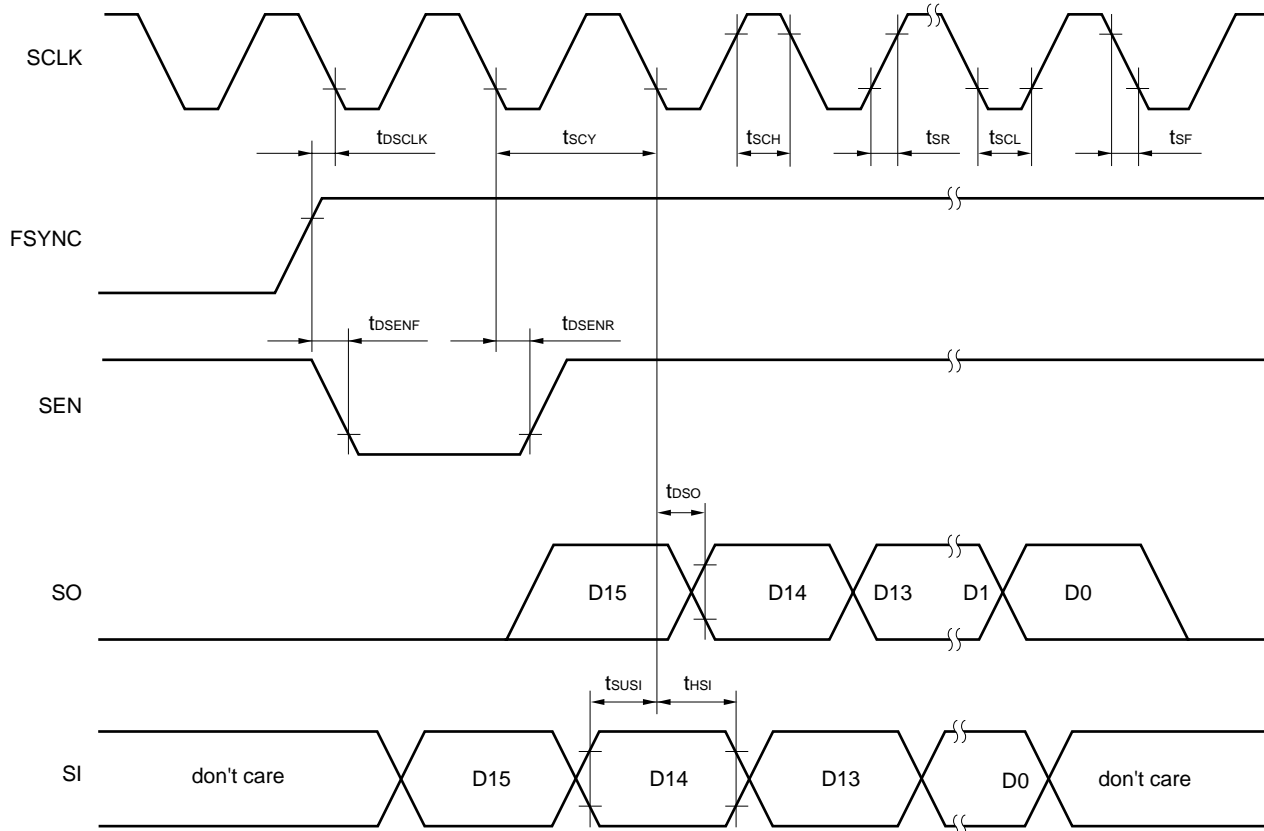 SCLK
tDSCLK
tSCY
tSCH
tSR
tSCL
tSF
FSYNC
tDSENF
tDSENR
SEN
tDSO
SO
D15
D14
D13
D1
D0
tSUSI
tHSI
SI
don't care
D15
D14
D13
D0
don't care